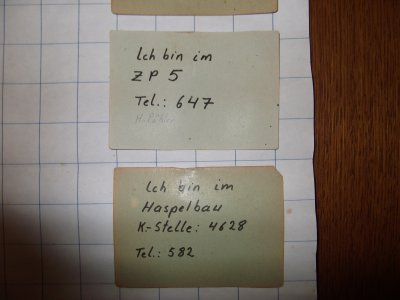 Ich bin im
ZP 5
Tel.: 647
Ich bin im
Haspelbau
K-Stelle: 4628
Tel.: 582